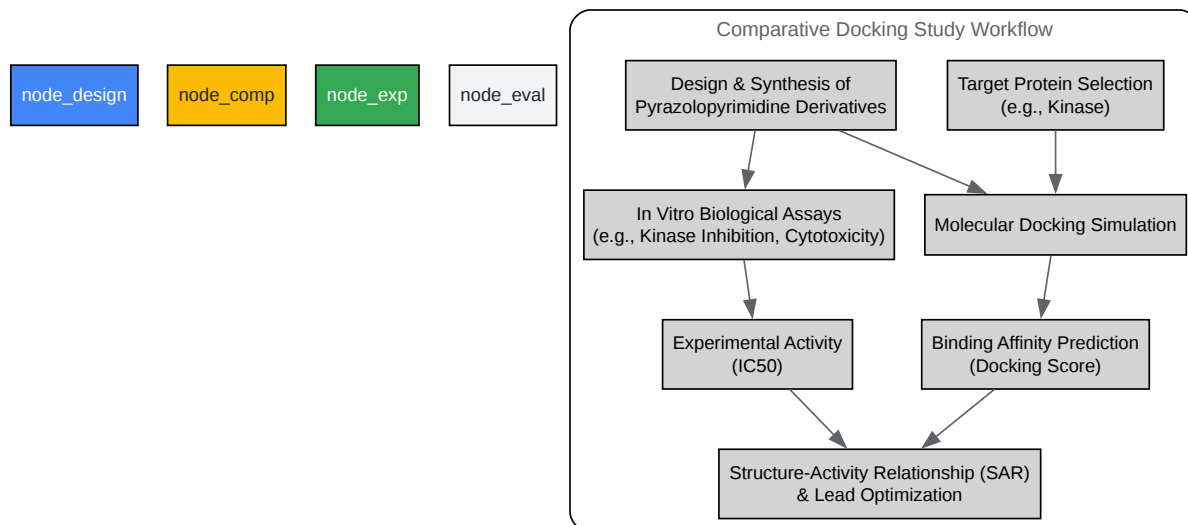 node_design
node_comp
node_exp
node_eval
Comparative Docking Study Workflow
Design & Synthesis of
Pyrazolopyrimidine Derivatives
Target Protein Selection
(e.g., Kinase)
In Vitro Biological Assays
(e.g., Kinase Inhibition, Cytotoxicity)
Molecular Docking Simulation
Experimental Activity
(IC50)
Binding Affinity Prediction
(Docking Score)
Structure-Activity Relationship (SAR)
& Lead Optimization